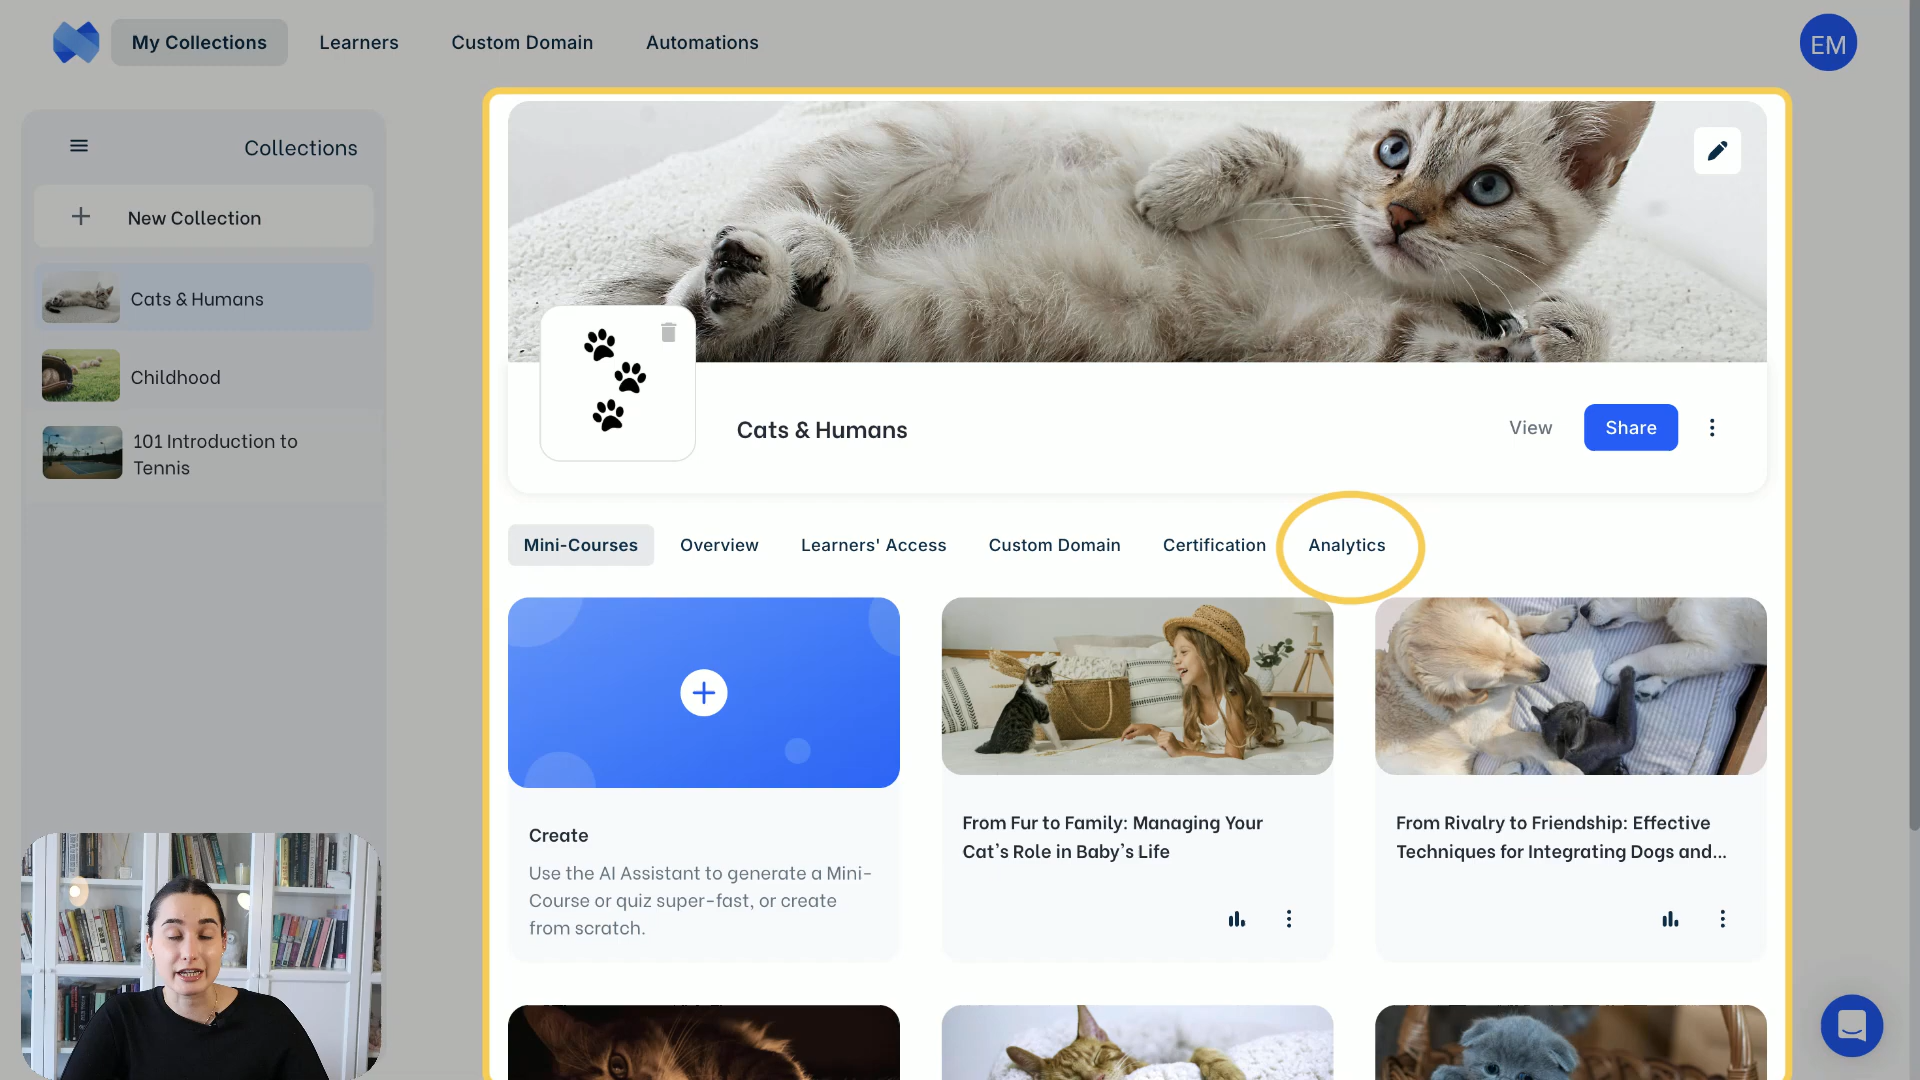 My Collections
Learners
Custom Domain
Automations
EM
Collections
New Collection
Cats & Humans
Childhood
101 Introduction to
Tennis
Cats & Humans
View
Share
Mini-Courses
Overview
Learners' Access
Custom Domain
Certification
Analytics
Create
Use the AI Assistant to generate a Mini-
Course or quiz super-fast, or create
from scratch.
From Fur to Family: Managing Your
Cat's Role in Baby's Life
From Rivalry to Friendship: Effective
Techniques for Integrating Dogs and...